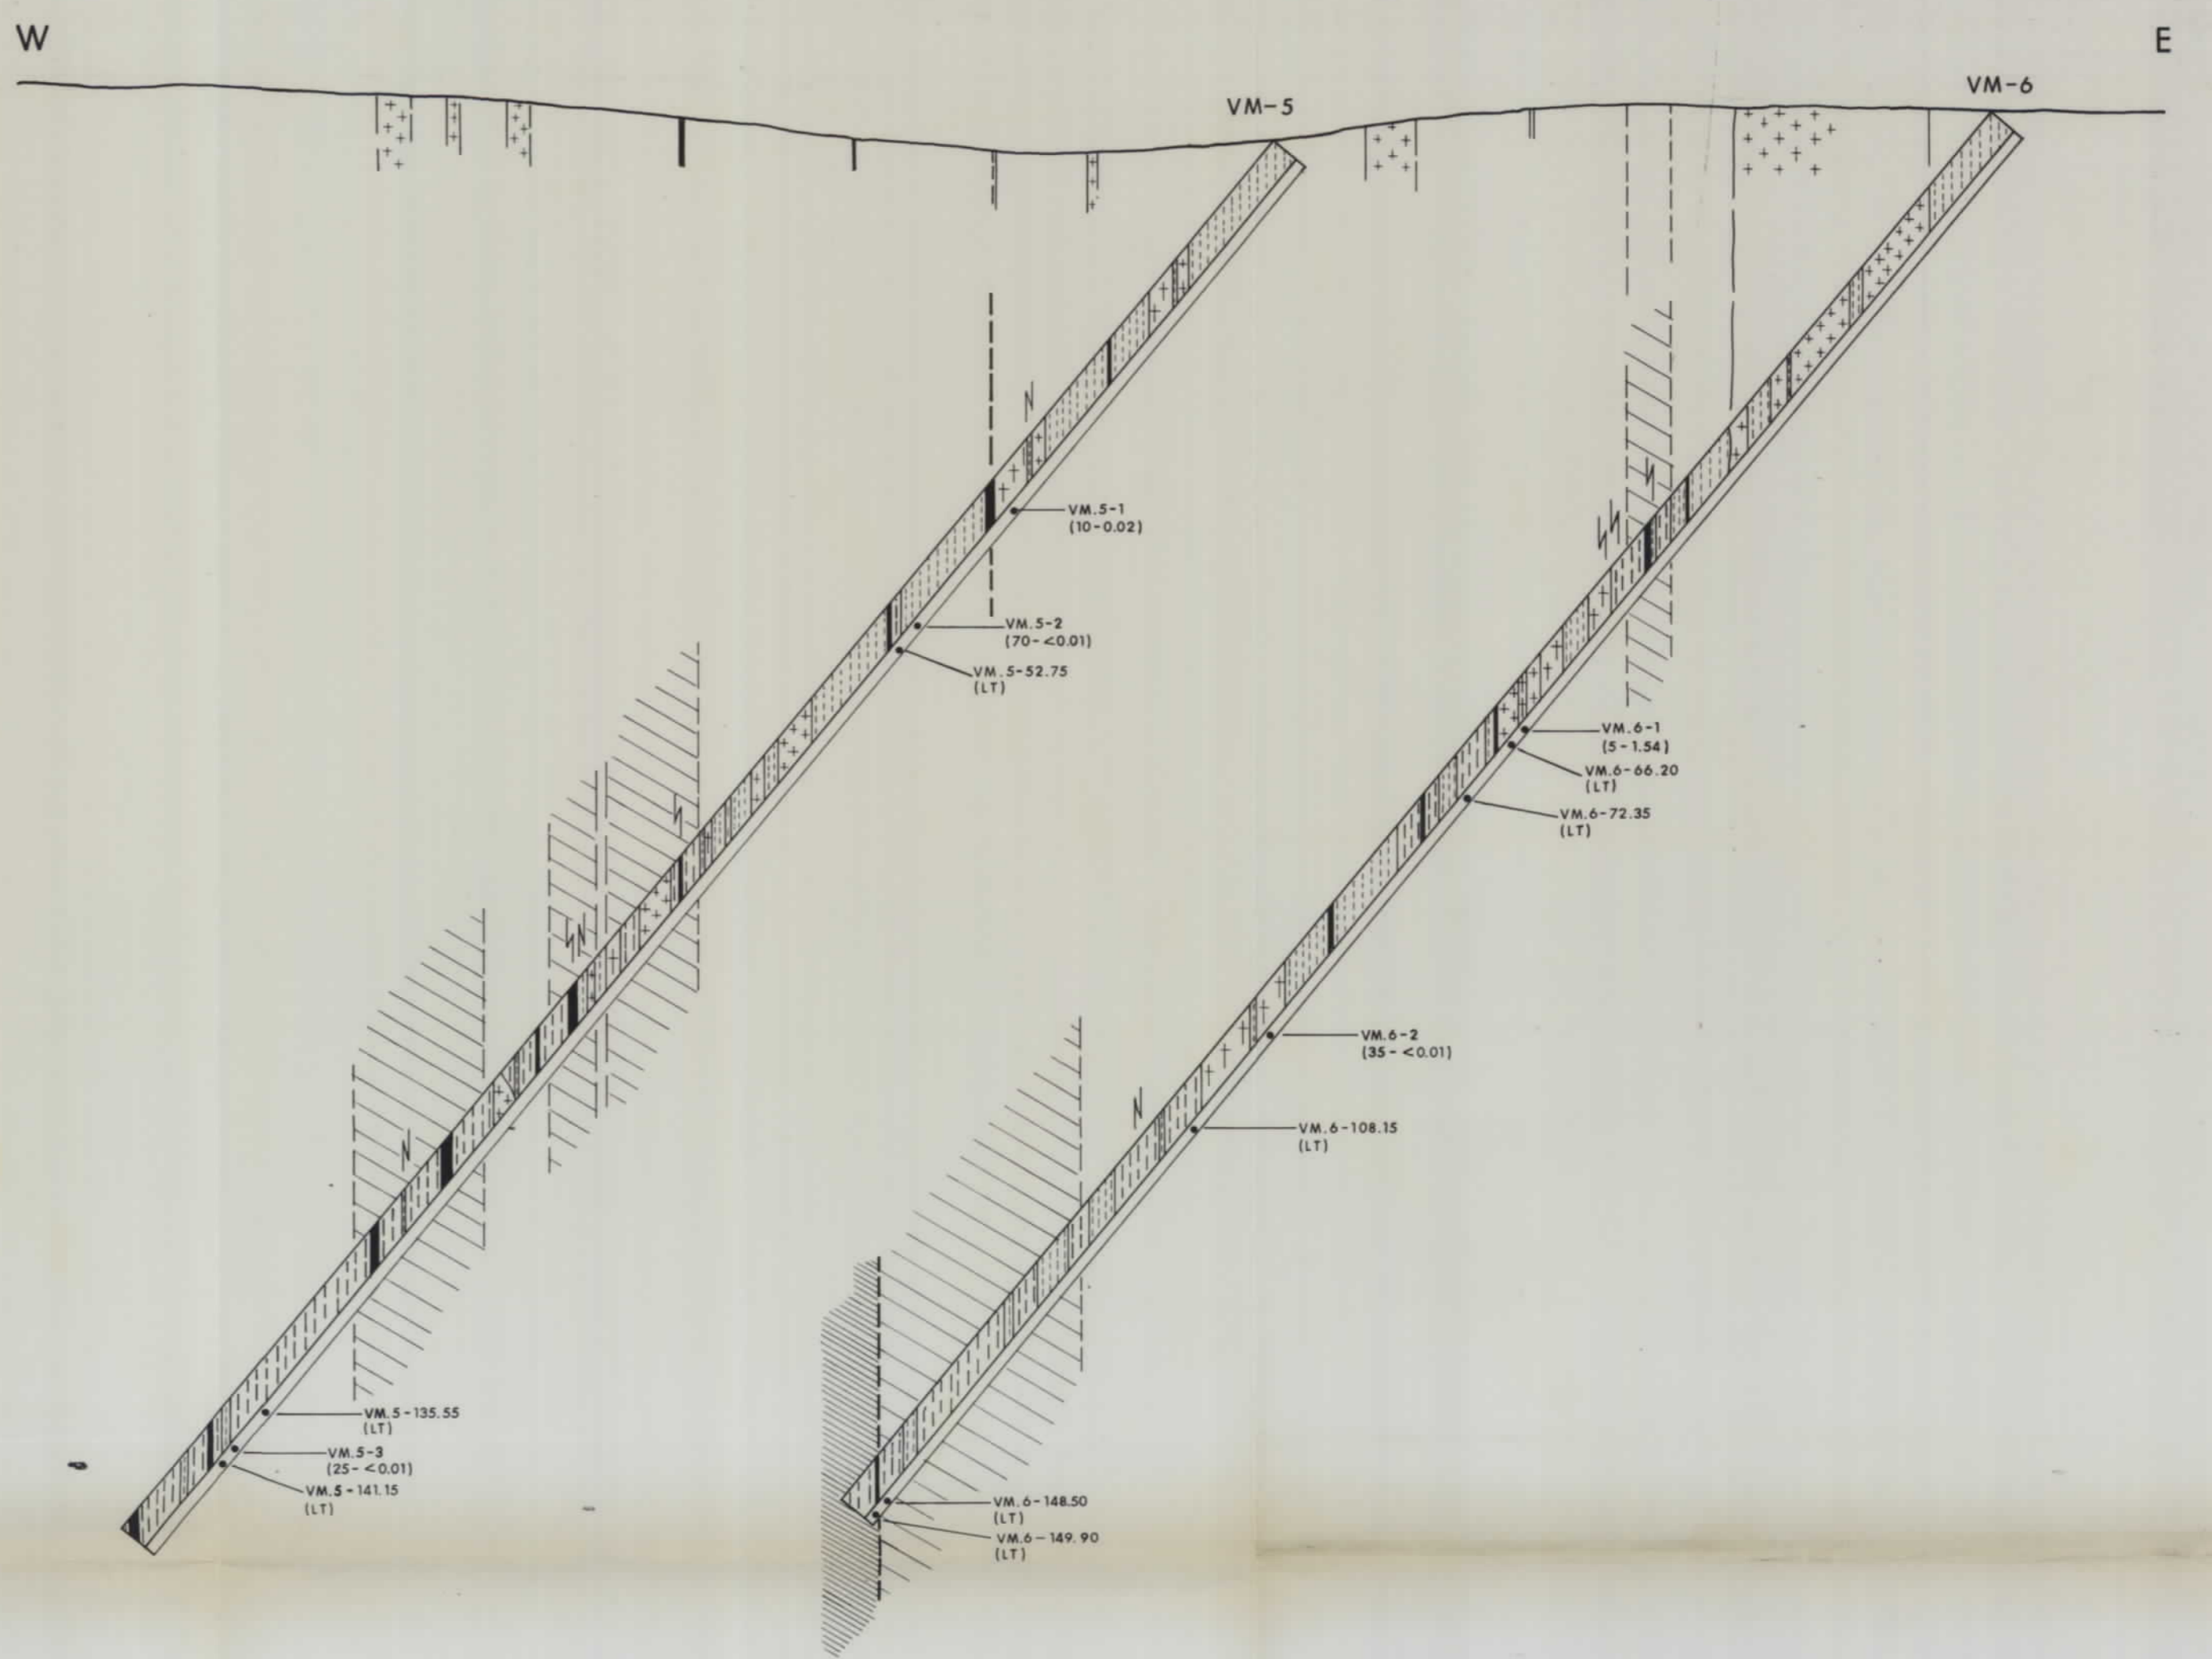 W
E
VM-5
VM-6
VM.5-1
(10-0.02)
VM.5-2
(70-<0.01)
VM.5-52.75
(LT)
VM.6-1
(5-1.54)
VM.6-66.20
(LT)
VM.6-72.35
(LT)
VM.6-2
(35-<0.01)
VM.6-108.15
(LT)
VM.5-135.55
(LT)
VM.5-3
(25-<0.01)
VM.5-141.15
(LT)
VM.6-148.50
(LT)
VM.6-149.90
(LT)